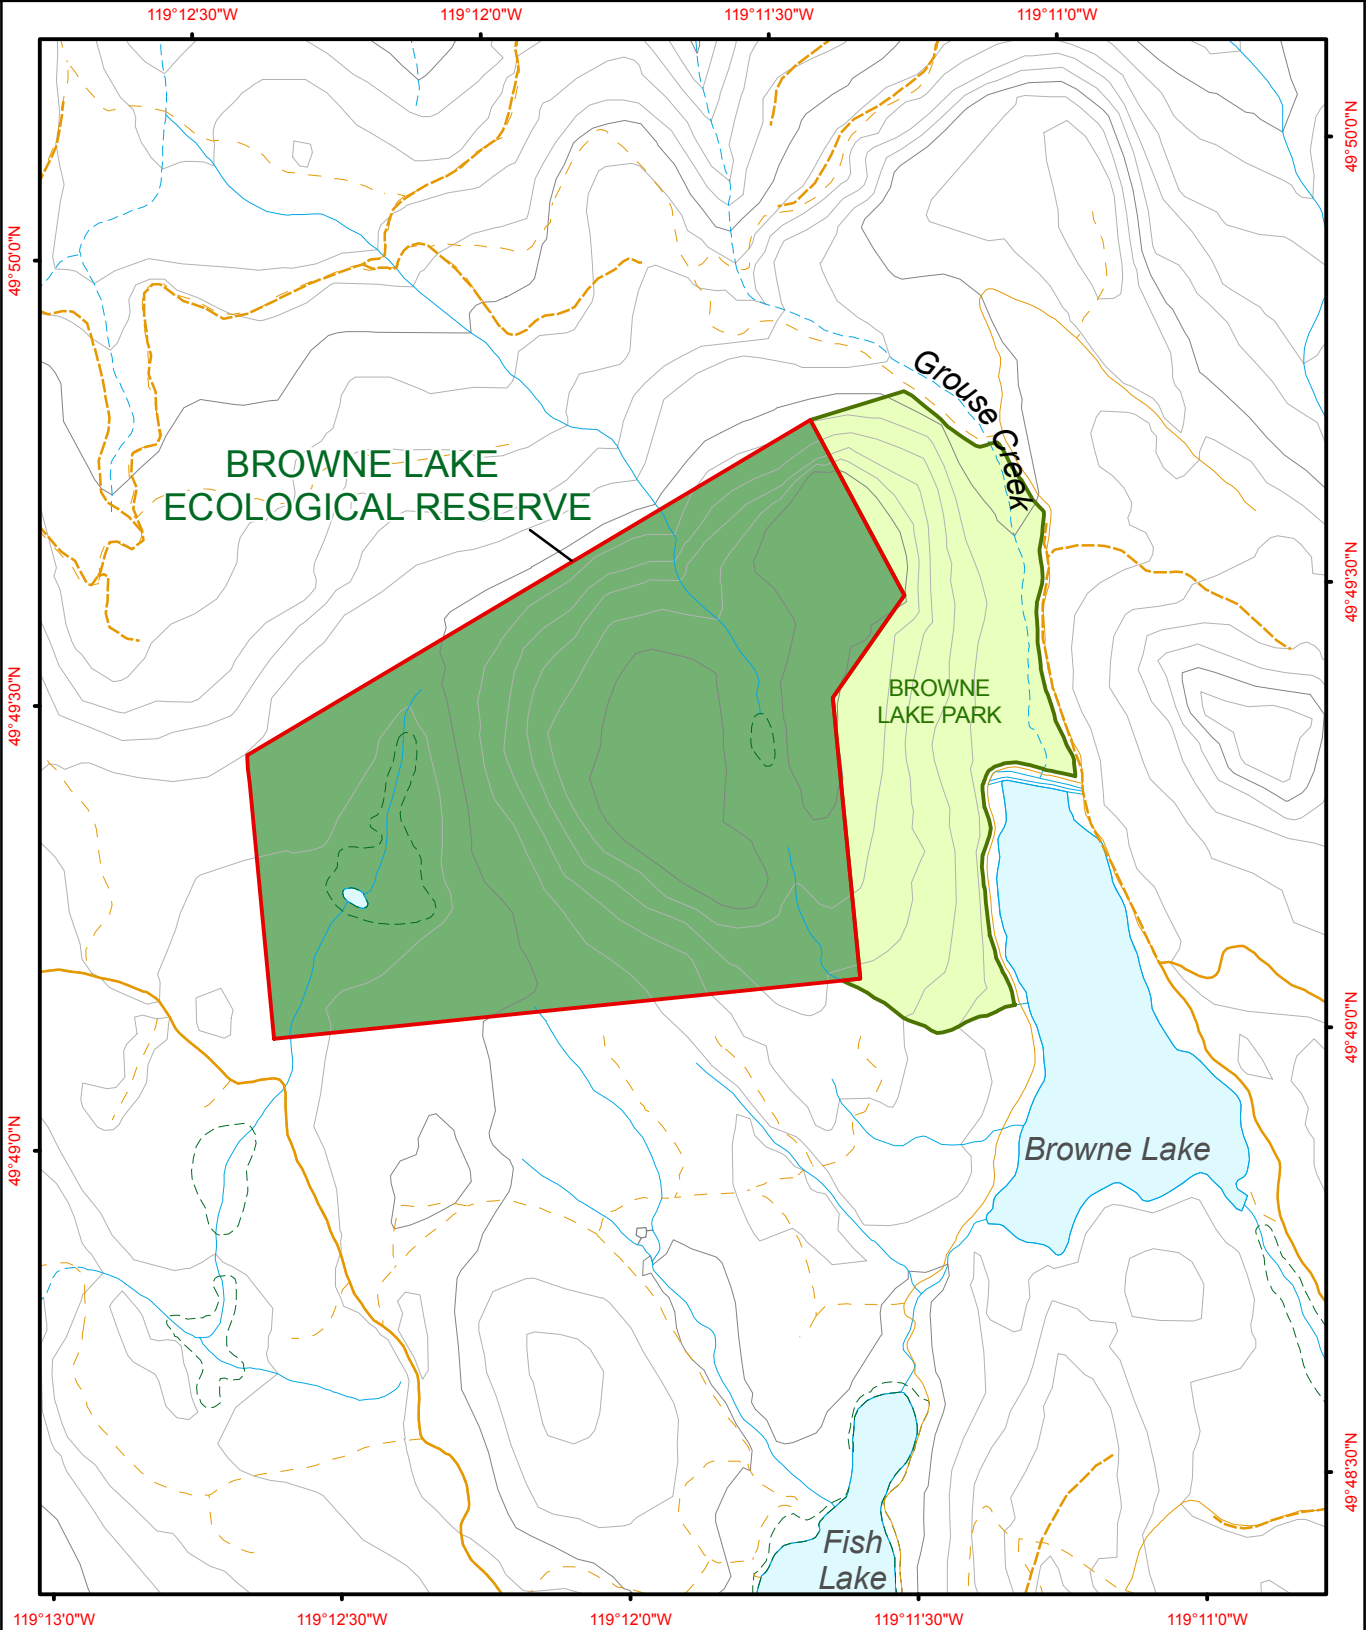 119°12'30"W
119°12'0"W
119°11'30"W
119°11'0"W
49°50'0"N
49°50'0"N
Grouse Creek
BROWNE LAKE
ECOLOGICAL RESERVE
49°49'30"N
49°49'30"N
BROWNE
LAKE PARK
49°49'0"N
49°49'0"N
Browne Lake
49°48'30"N
Fish
Lake
119°13'0"W
119°12'30"W
119°12'0"W
119°11'30"W
119°11'0"W